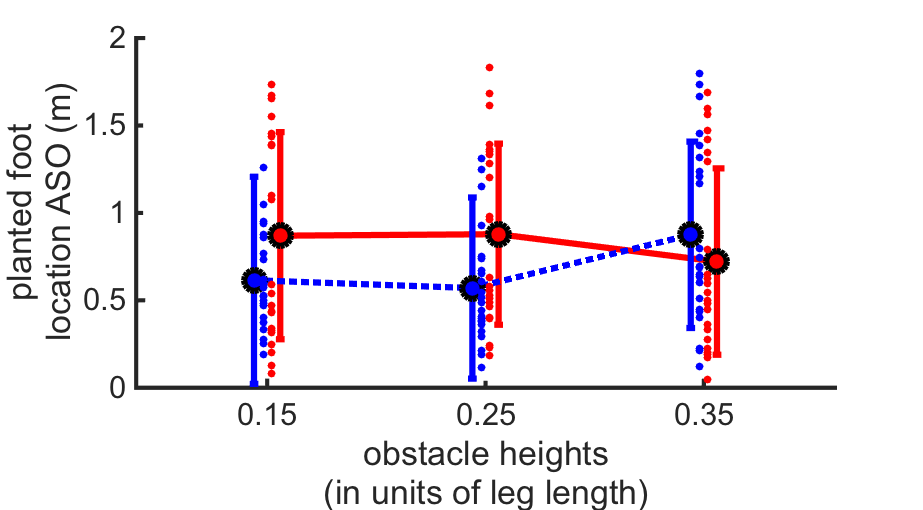 planted foot
location ASO (m)
2
1.5
1
0.5
0
0.15 0.25 0.35
obstacle heights
(in units of leg length)